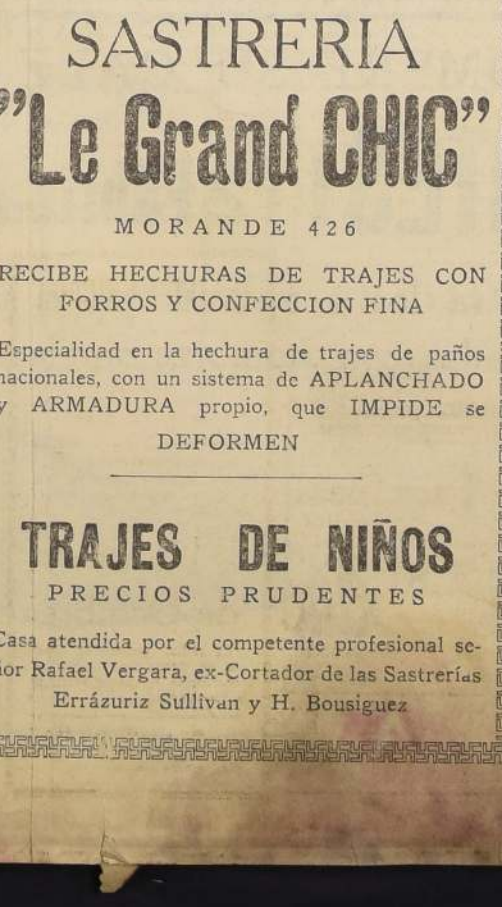 SASTRERIA
"Le Grand CHIC"
MORANDE 426
RECIBE HECHURAS DE TRAJES CON
FORROS Y CONFECCION FINA
Especialidad en la hechura de trajes de paños
nacionales, con un sistema de APLANCHADO
y ARMADURA propio, que IMPIDE se
DEFORMEN
TRAJES DE NIÑOS
PRECIOS PRUDENTES
Casa atendida por el competente profesional se-
ñor Rafael Vergara, ex-Cortador de las Sastrerías
Errázuriz Sullivan y H. Bousiguez